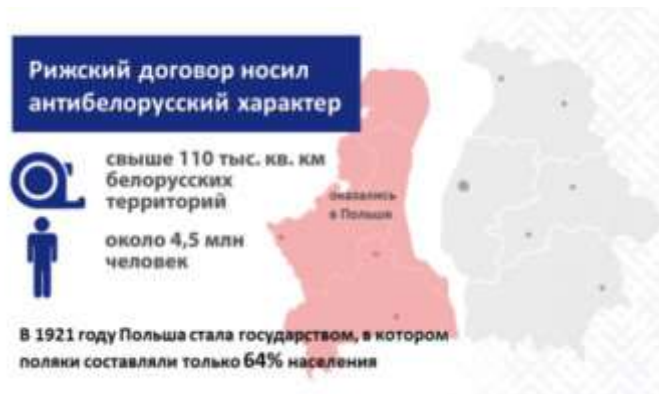 Рижский договор носил
антибелорусский характер
свыше 110 тыс. кв. км
белорусских
территорий
оказались
в Польше
около 4,5 млн
человек
В 1921 году Польша стала государством, в котором
поляки составляли только 64% населения